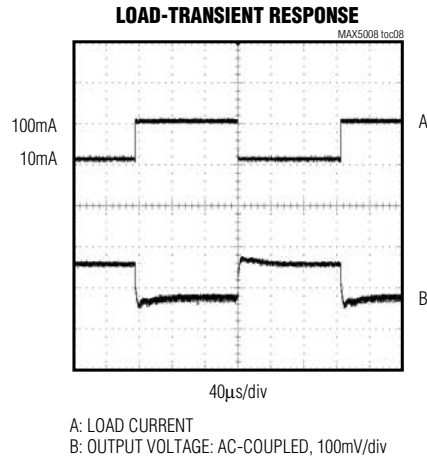 LOAD-TRANSIENT RESPONSE
MAX5008 toc08
100mA
A
10mA
B
40μs/div
A: LOAD CURRENT
B: OUTPUT VOLTAGE: AC-COUPLED, 100mV/div